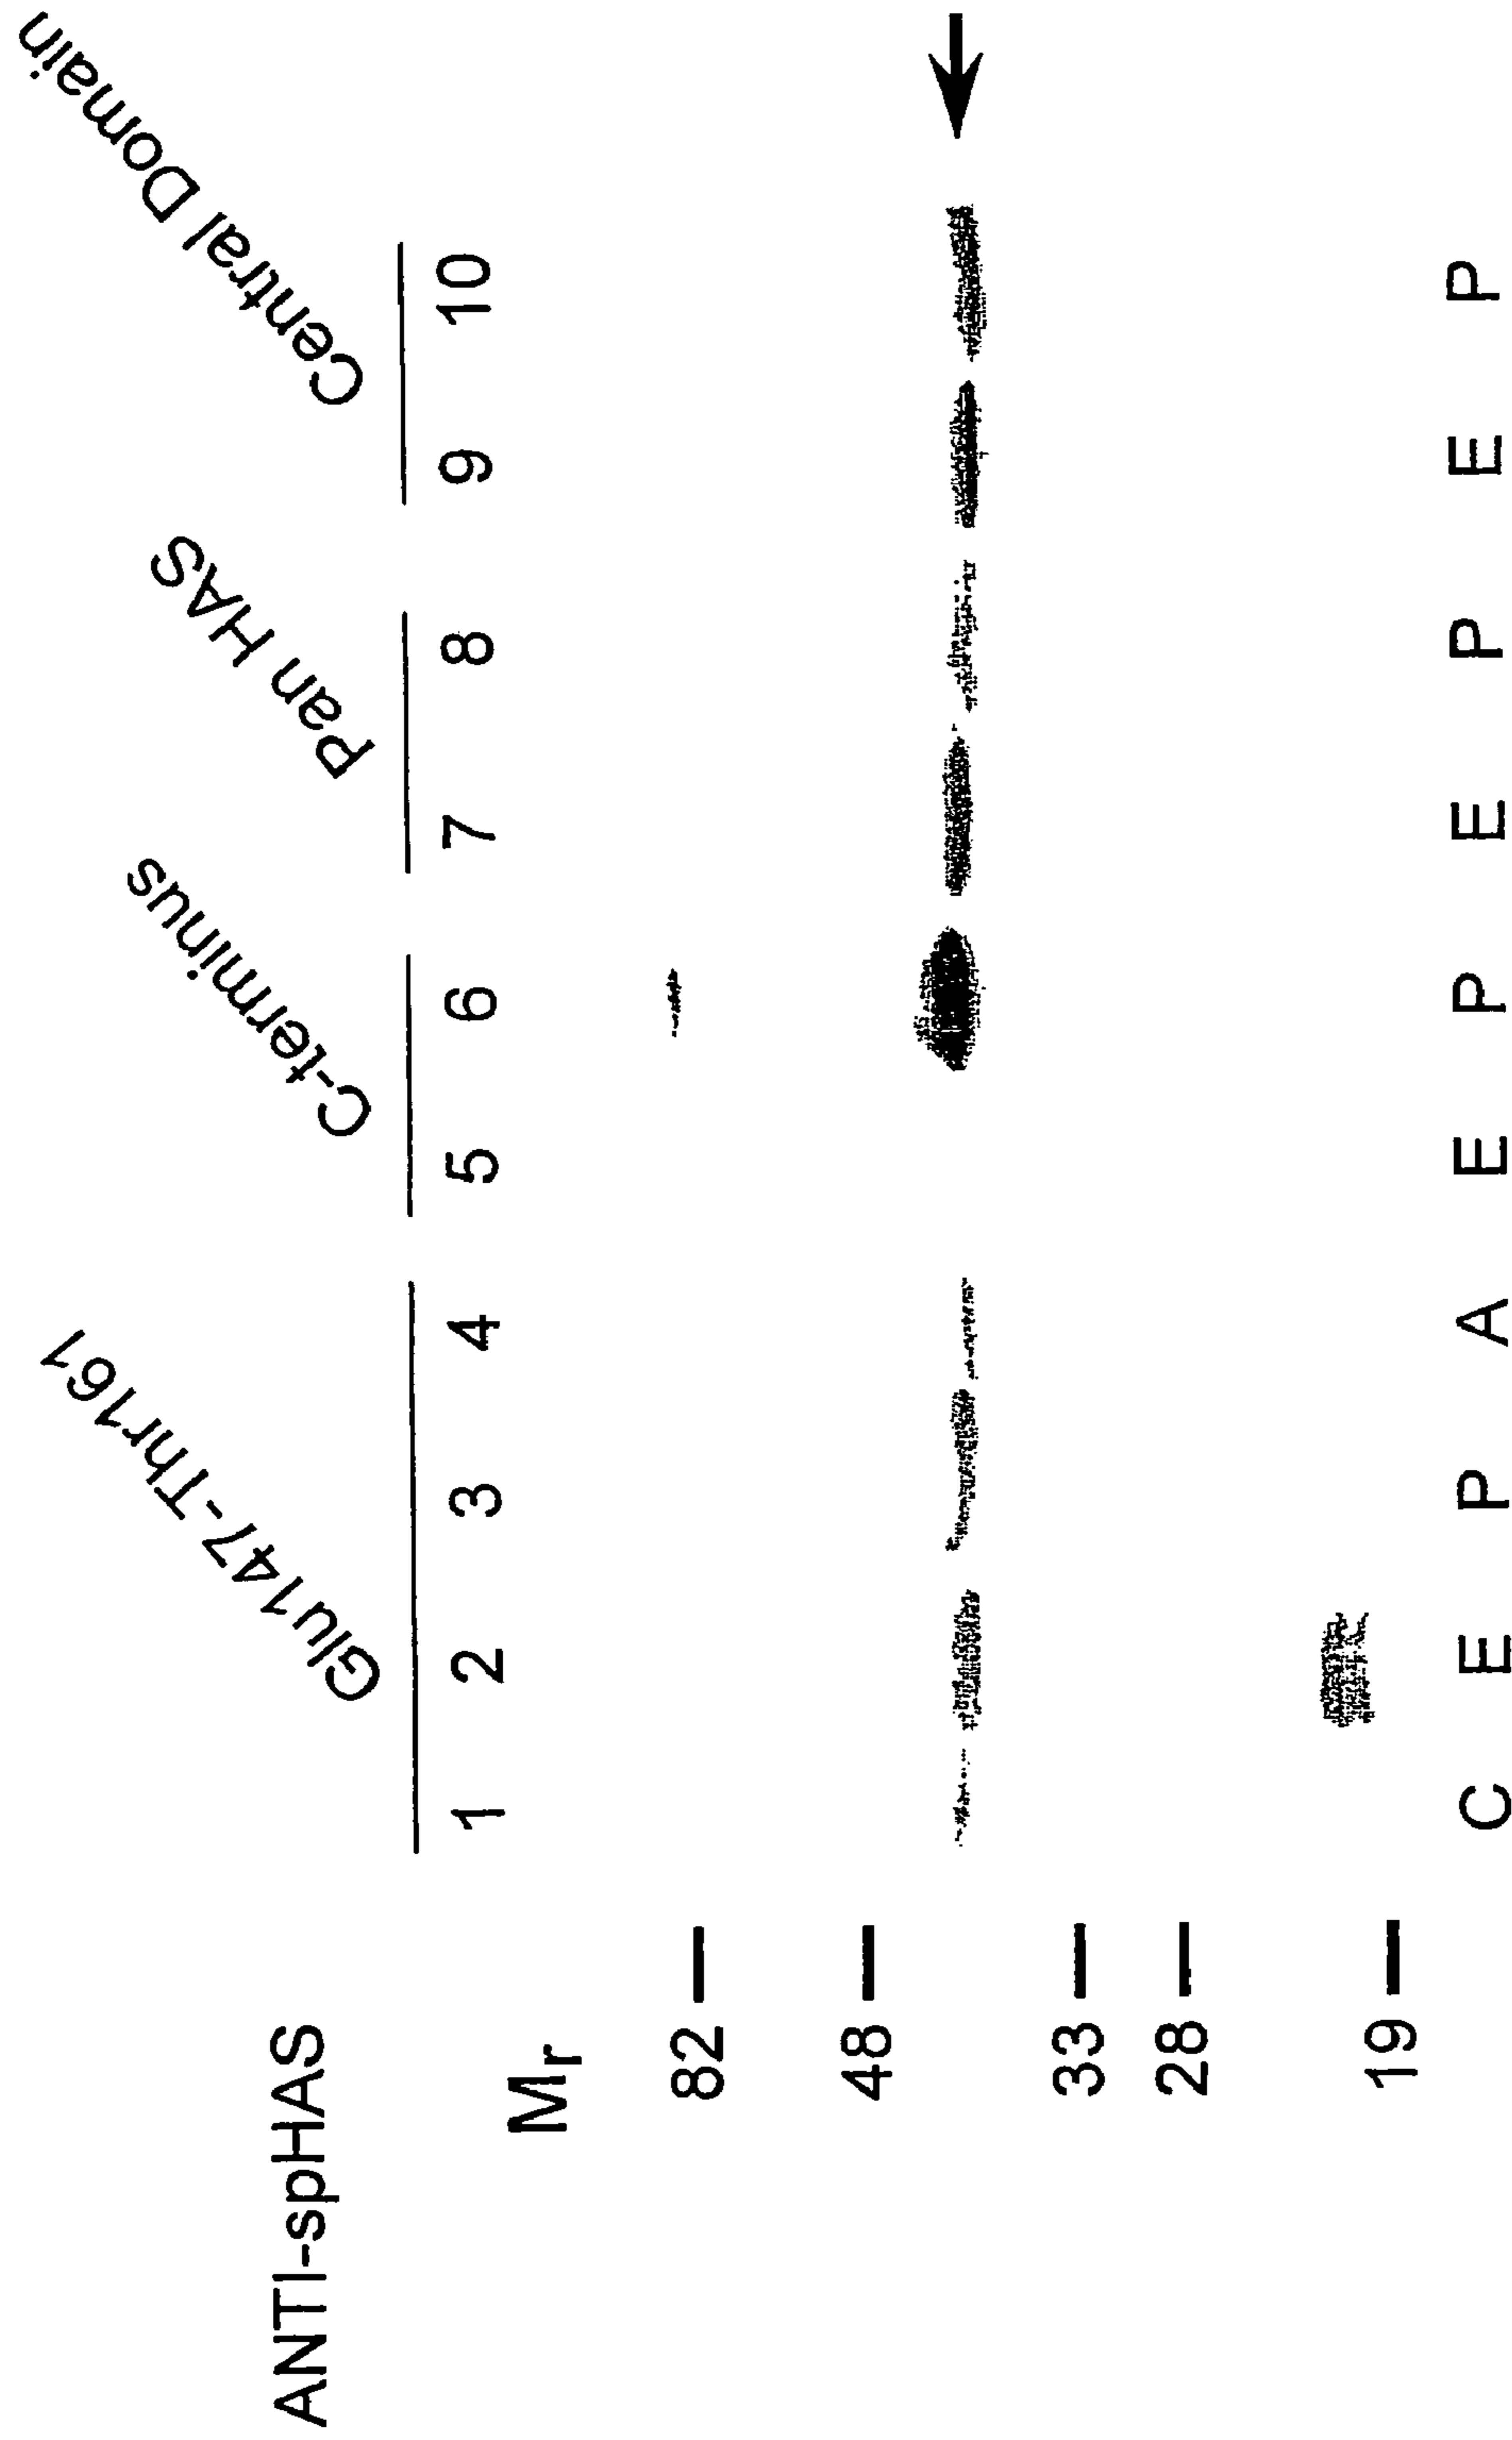 ANTI-spHAS
Glu147-Thr161
C-terminus
Pan HAS
Central Domain
1 2 3 4 5 6 7 8 9 10
Mr
82
48
33
28
19
C E P A E P E P E P